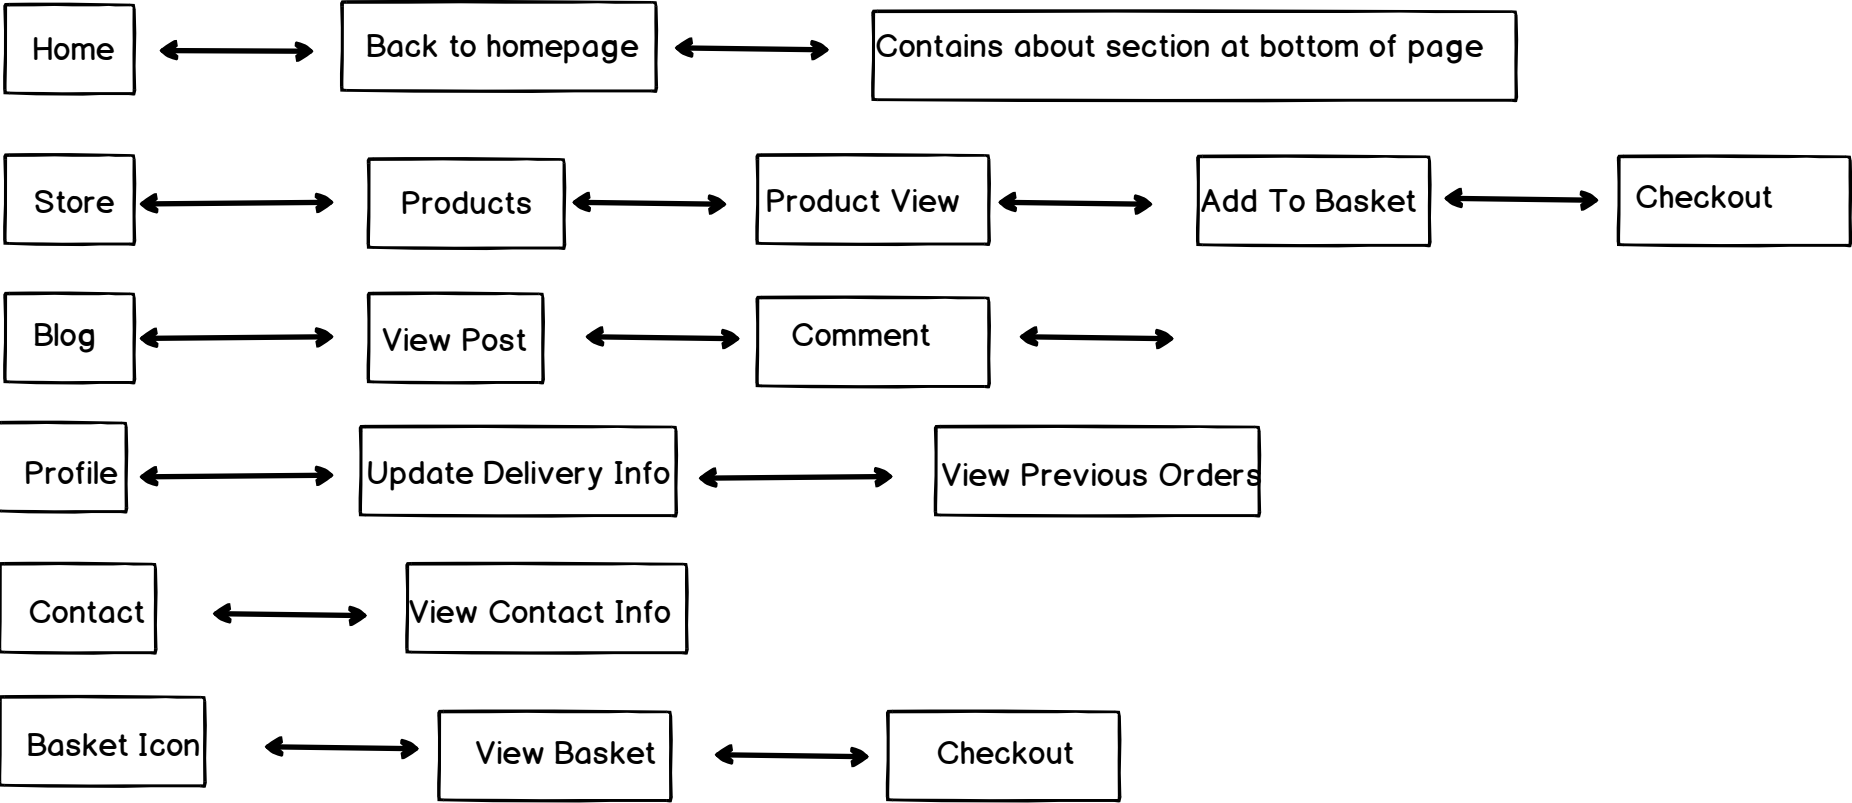 Home
Back to homepage
Contains about section at bottom of page
Store
Products
Product View
Add To Basket
Checkout
Blog
View Post
Comment
Profile
Update Delivery Info
View Previous Orders
Contact
View Contact Info
Basket Icon
View Basket
Checkout